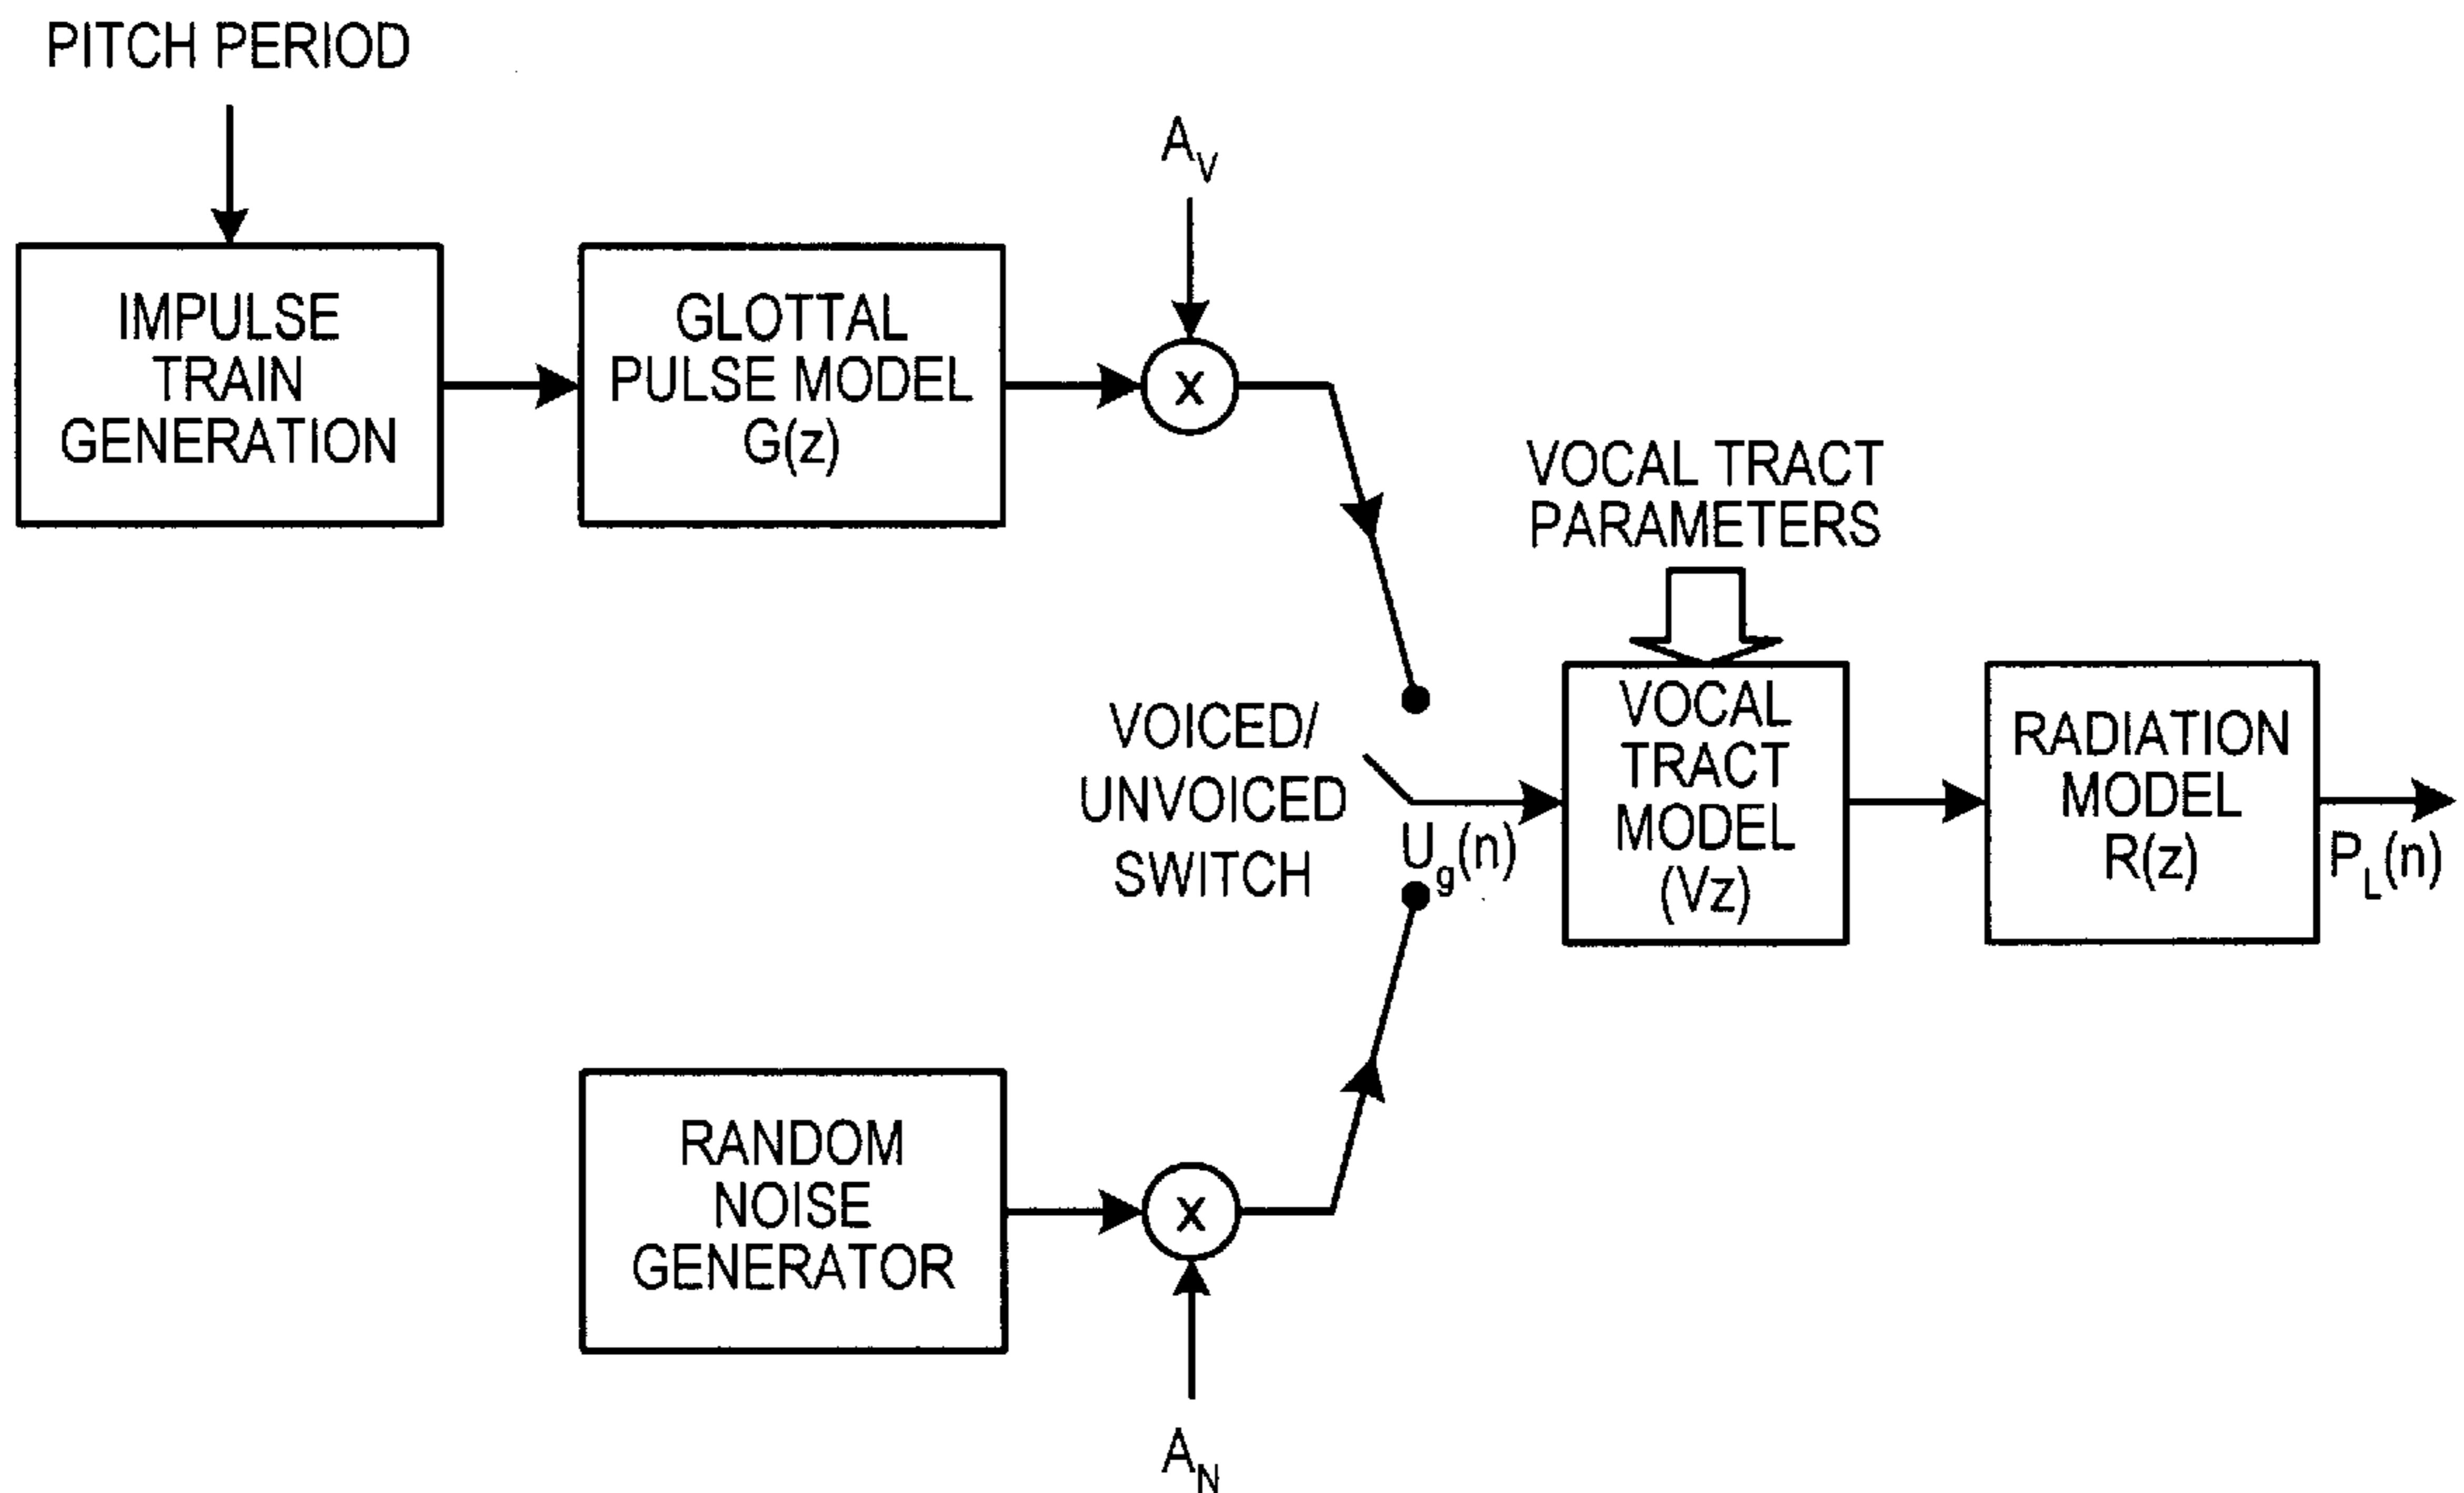 PITCH PERIOD
IMPULSE
TRAIN
GENERATION
GLOTTAL
PULSE MODEL
G(z)
A_V
x
VOCAL TRACT
PARAMETERS
VOICED/
UNVOICED
SWITCH
U_g(n)
VOCAL
TRACT
MODEL
(Vz)
RADIATION
MODEL
R(z)
P_L(n)
RANDOM
NOISE
GENERATOR
x
A_N